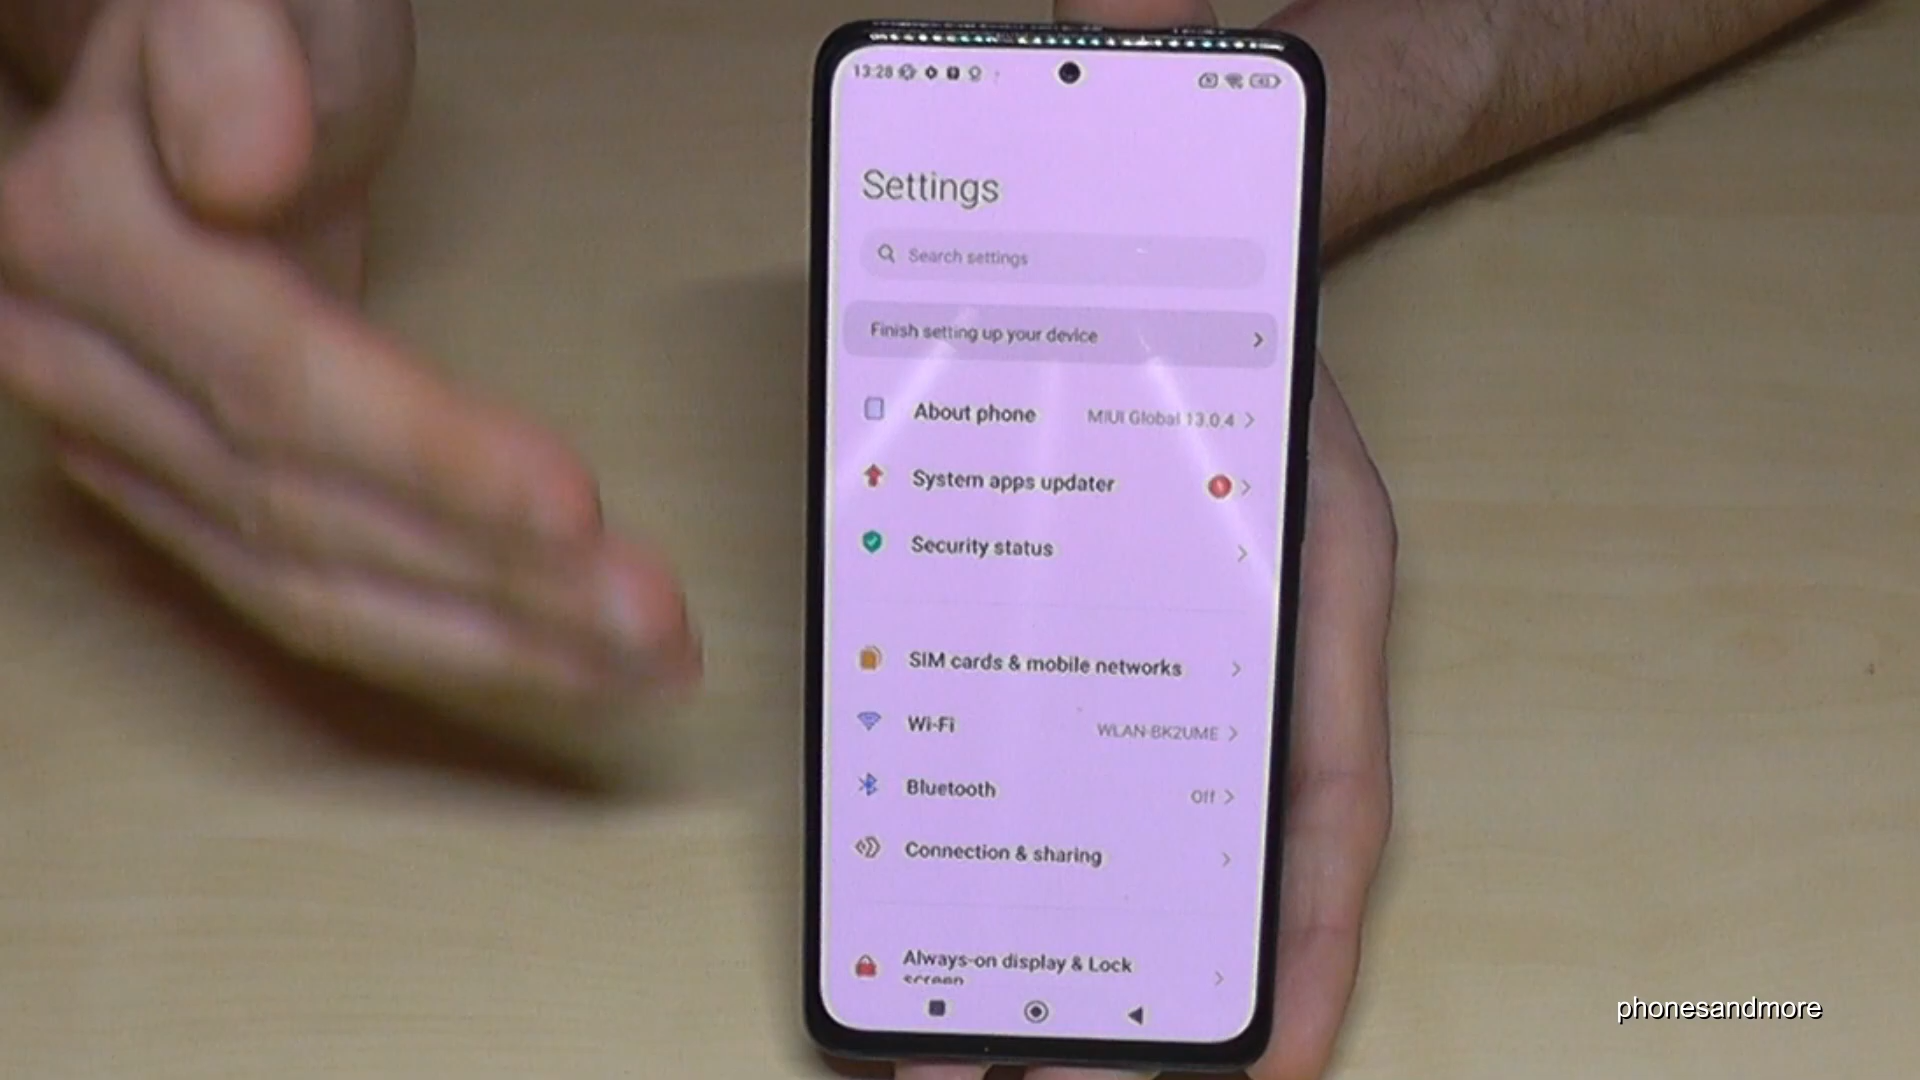 13:28
Settings
Search settings
Finish setting up your device
About phone MIUI Global 13.0.4
System apps updater
Security status
SIM cards & mobile networks
Wi-Fi WLAN-BK2UME
Bluetooth Off
Connection & sharing
Always-on display & Lock
screen
phonesandmore